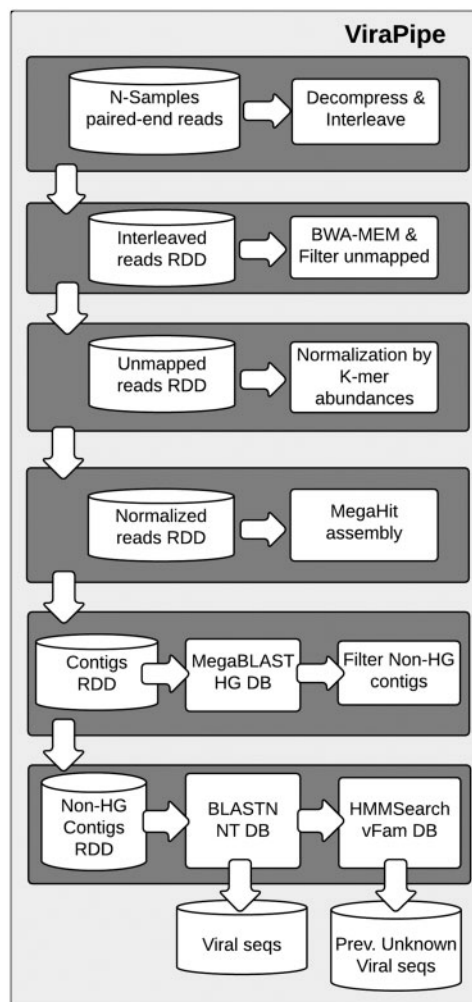 ViraPipe
N-Samples
paired-end reads
Decompress &
Interleave
Interleaved
reads RDD
BWA-MEM &
Filter unmapped
Unmapped
reads RDD
Normalization by
K-mer
abundances
Normalized
reads RDD
MegaHit
assembly
Contigs
RDD
MegaBLAST
HG DB
Filter Non-HG
contigs
Non-HG
Contigs
RDD
BLASTN
NT DB
HMMSearch
vFam DB
Viral seqs
Prev. Unknown
Viral seqs